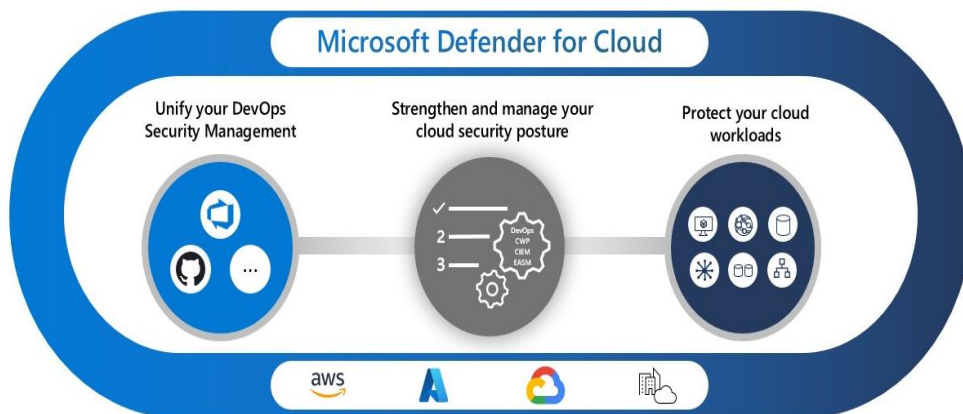 Microsoft Defender for Cloud
Unify your DevOps
Security Management
Strengthen and manage your
cloud security posture
Protect your cloud
workloads
2
3
DevOps
CWP
CIEM
EASM
...
aws